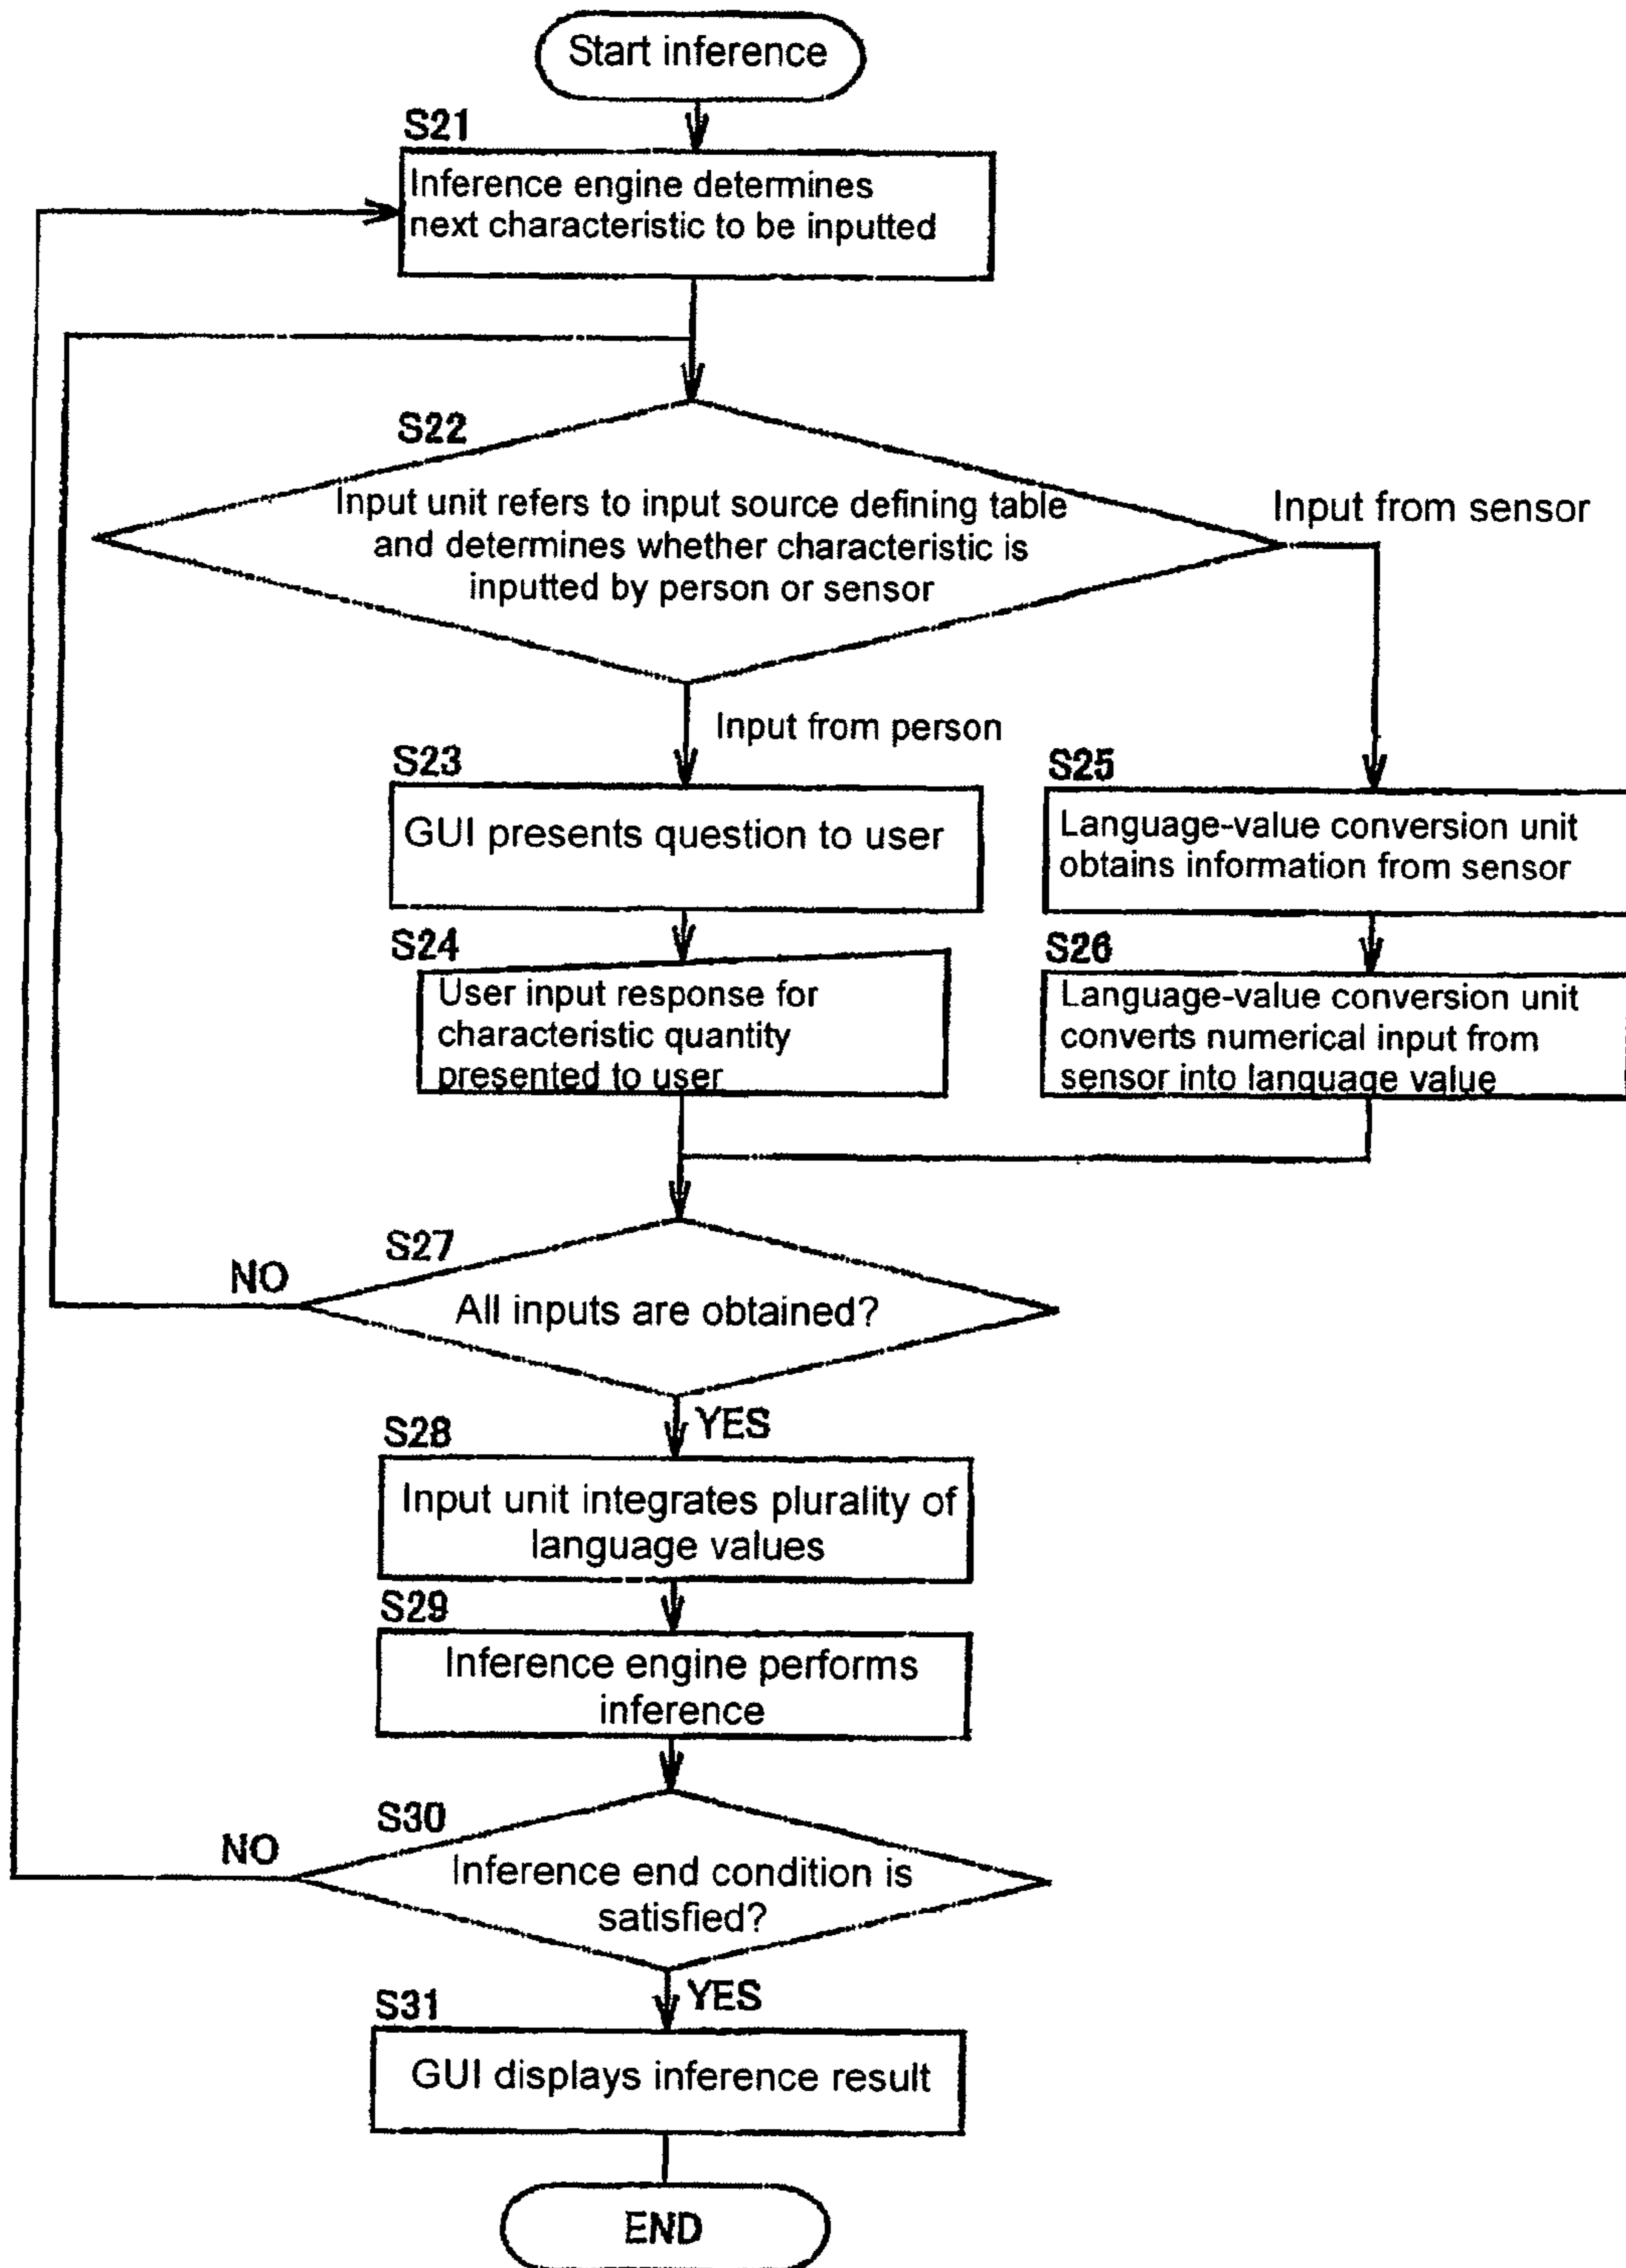 Start inference
S21
Inference engine determines
next characteristic to be inputted
S22
Input unit refers to input source defining table
and determines whether characteristic is
inputted by person or sensor
Input from sensor
Input from person
S23
GUI presents question to user
S25
Language-value conversion unit
obtains information from sensor
S24
User input response for
characteristic quantity
presented to user
S26
Language-value conversion unit
converts numerical input from
sensor into language value
S27
NO
All inputs are obtained?
YES
S28
Input unit integrates plurality of
language values
S29
Inference engine performs
inference
S30
NO
Inference end condition is
satisfied?
YES
S31
GUI displays inference result
END